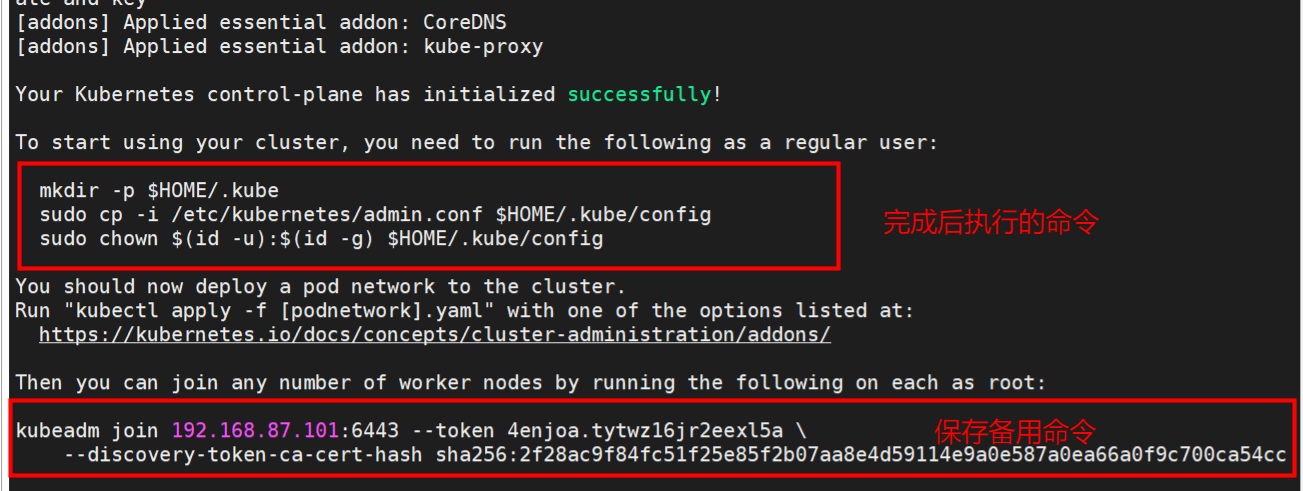 ate and key
[addons] Applied essential addon: CoreDNS
[addons] Applied essential addon: kube-proxy
Your Kubernetes control-plane has initialized successfully!
To start using your cluster, you need to run the following as a regular user:
mkdir -p $HOME/.kube
sudo cp -i /etc/kubernetes/admin.conf $HOME/.kube/config
sudo chown $(id -u):$(id -g) $HOME/.kube/config
完成后执行的命令
You should now deploy a pod network to the cluster.
Run "kubectl apply -f [podnetwork].yaml" with one of the options listed at:
https://kubernetes.io/docs/concepts/cluster-administration/addons/
Then you can join any number of worker nodes by running the following on each as root:
kubeadm join 192.168.87.101:6443 --token 4enjoa.tytwz16jr2eexl5a \
保存备用命令
--discovery-token-ca-cert-hash sha256:2f28ac9f84fc51f25e85f2b07aa8e4d59114e9a0e587a0ea66a0f9c700ca54cc